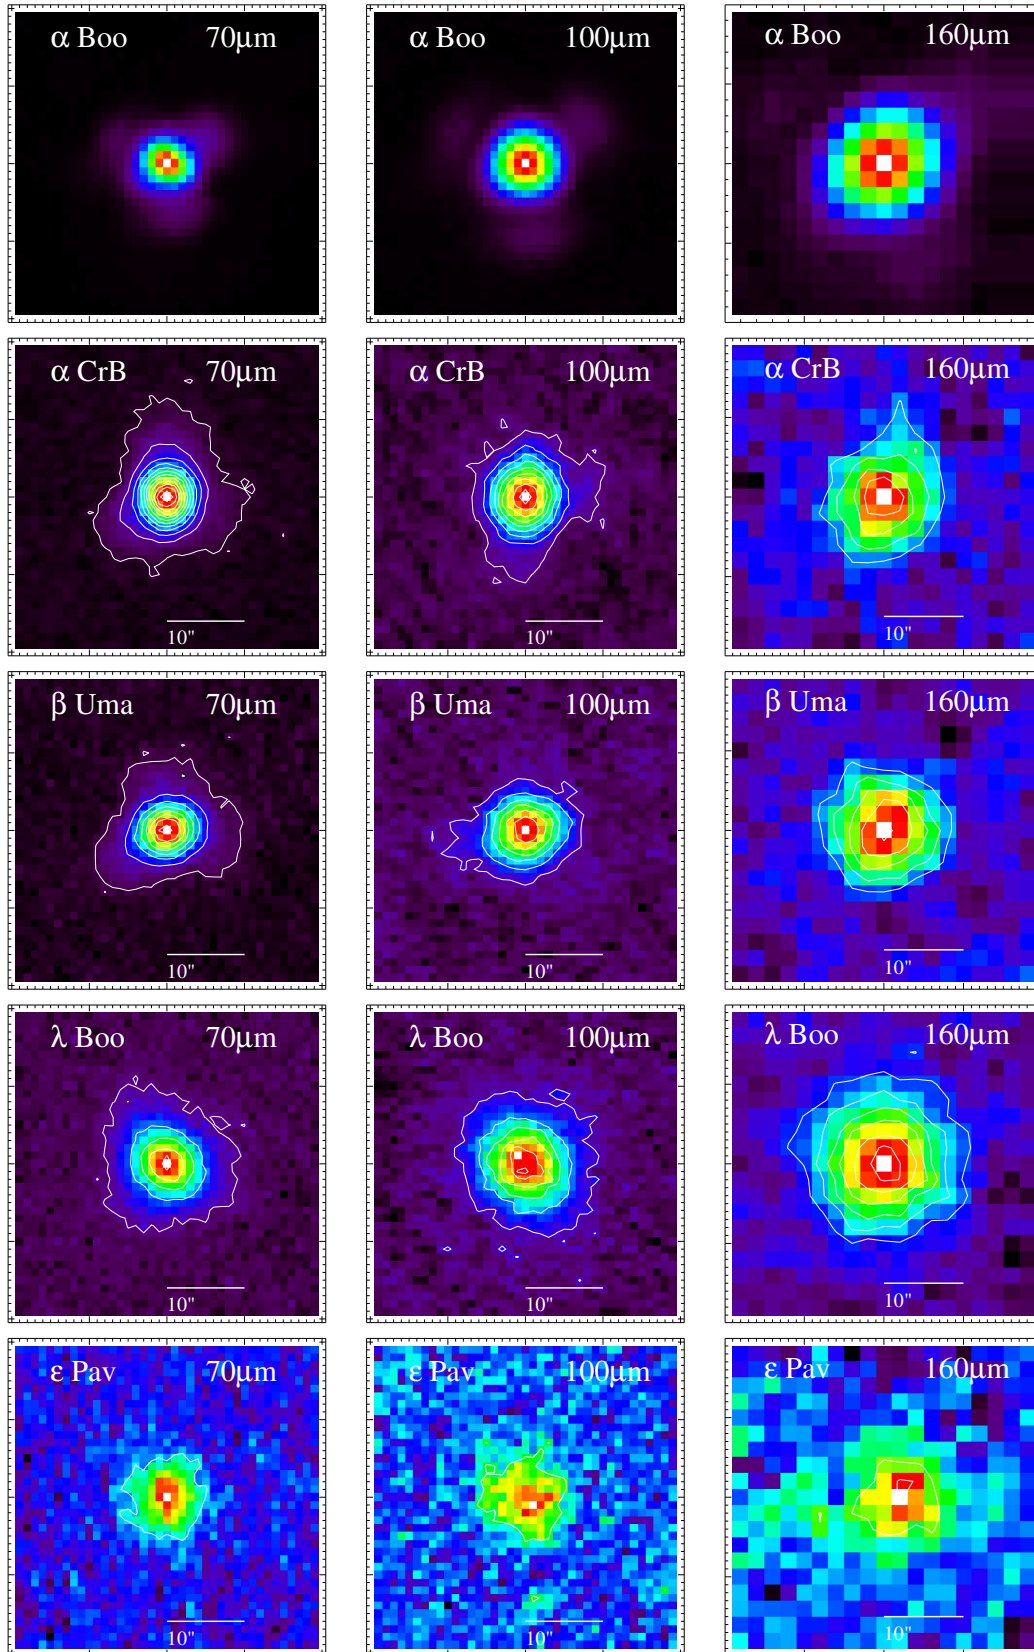 α Boo 70μm
α Boo 100μm
α Boo 160μm
α CrB 70μm
10"
α CrB 100μm
10"
α CrB 160μm
10"
β Uma 70μm
10"
β Uma 100μm
10"
β Uma 160μm
10"
λ Boo 70μm
10"
λ Boo 100μm
10"
λ Boo 160μm
10"
ε Pav 70μm
10"
ε Pav 100μm
10"
ε Pav 160μm
10"